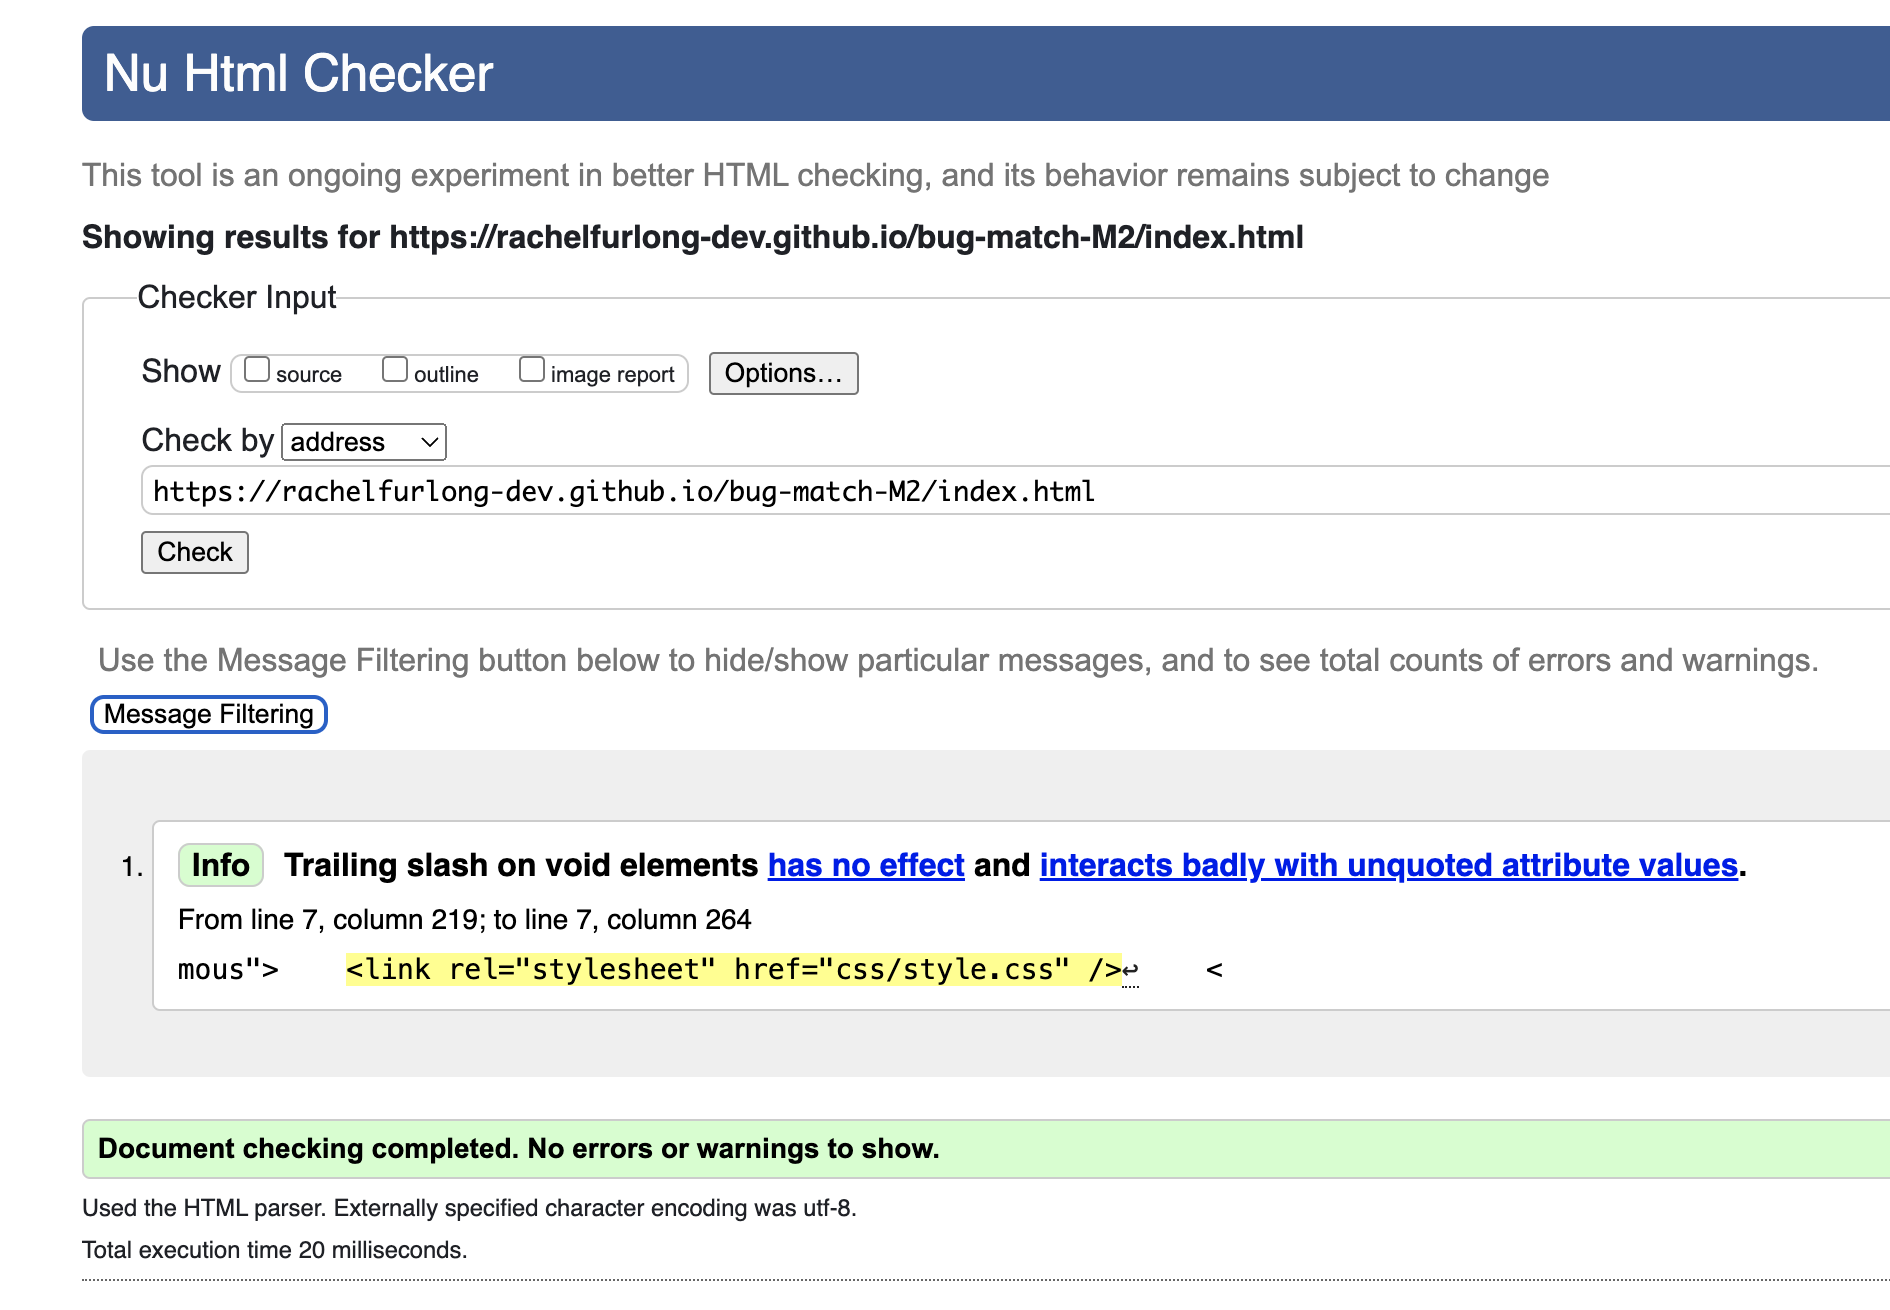 Nu Html Checker
This tool is an ongoing experiment in better HTML checking, and its behavior remains subject to change
Showing results for https://rachelfurlong-dev.github.io/bug-match-M2/index.html
Checker Input
Show source outline image report Options…
Check by address
https://rachelfurlong-dev.github.io/bug-match-M2/index.html
Check
Use the Message Filtering button below to hide/show particular messages, and to see total counts of errors and warnings.
Message Filtering
1. Info Trailing slash on void elements has no effect and interacts badly with unquoted attribute values.
From line 7, column 219; to line 7, column 264
mous"> <link rel="stylesheet" href="css/style.css" />↩ <
Document checking completed. No errors or warnings to show.
Used the HTML parser. Externally specified character encoding was utf-8.
Total execution time 20 milliseconds.